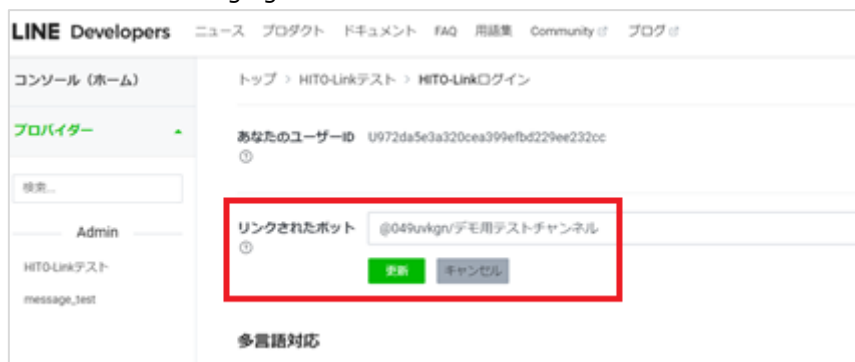 LINE Developers ニュース プロダクト ドキュメント FAQ 用語集 Community ブログ
コンソール（ホーム）
トップ > HITO-Linkテスト > HITO-Linkログイン
プロバイダー
あなたのユーザーID U972da5e3a320cea399efbd229ee232cc
検索...
Admin
リンクされたボット @049uvkgn/デモ用テストチャンネル
HITO-Linkテスト
更新 キャンセル
message_test
多言語対応